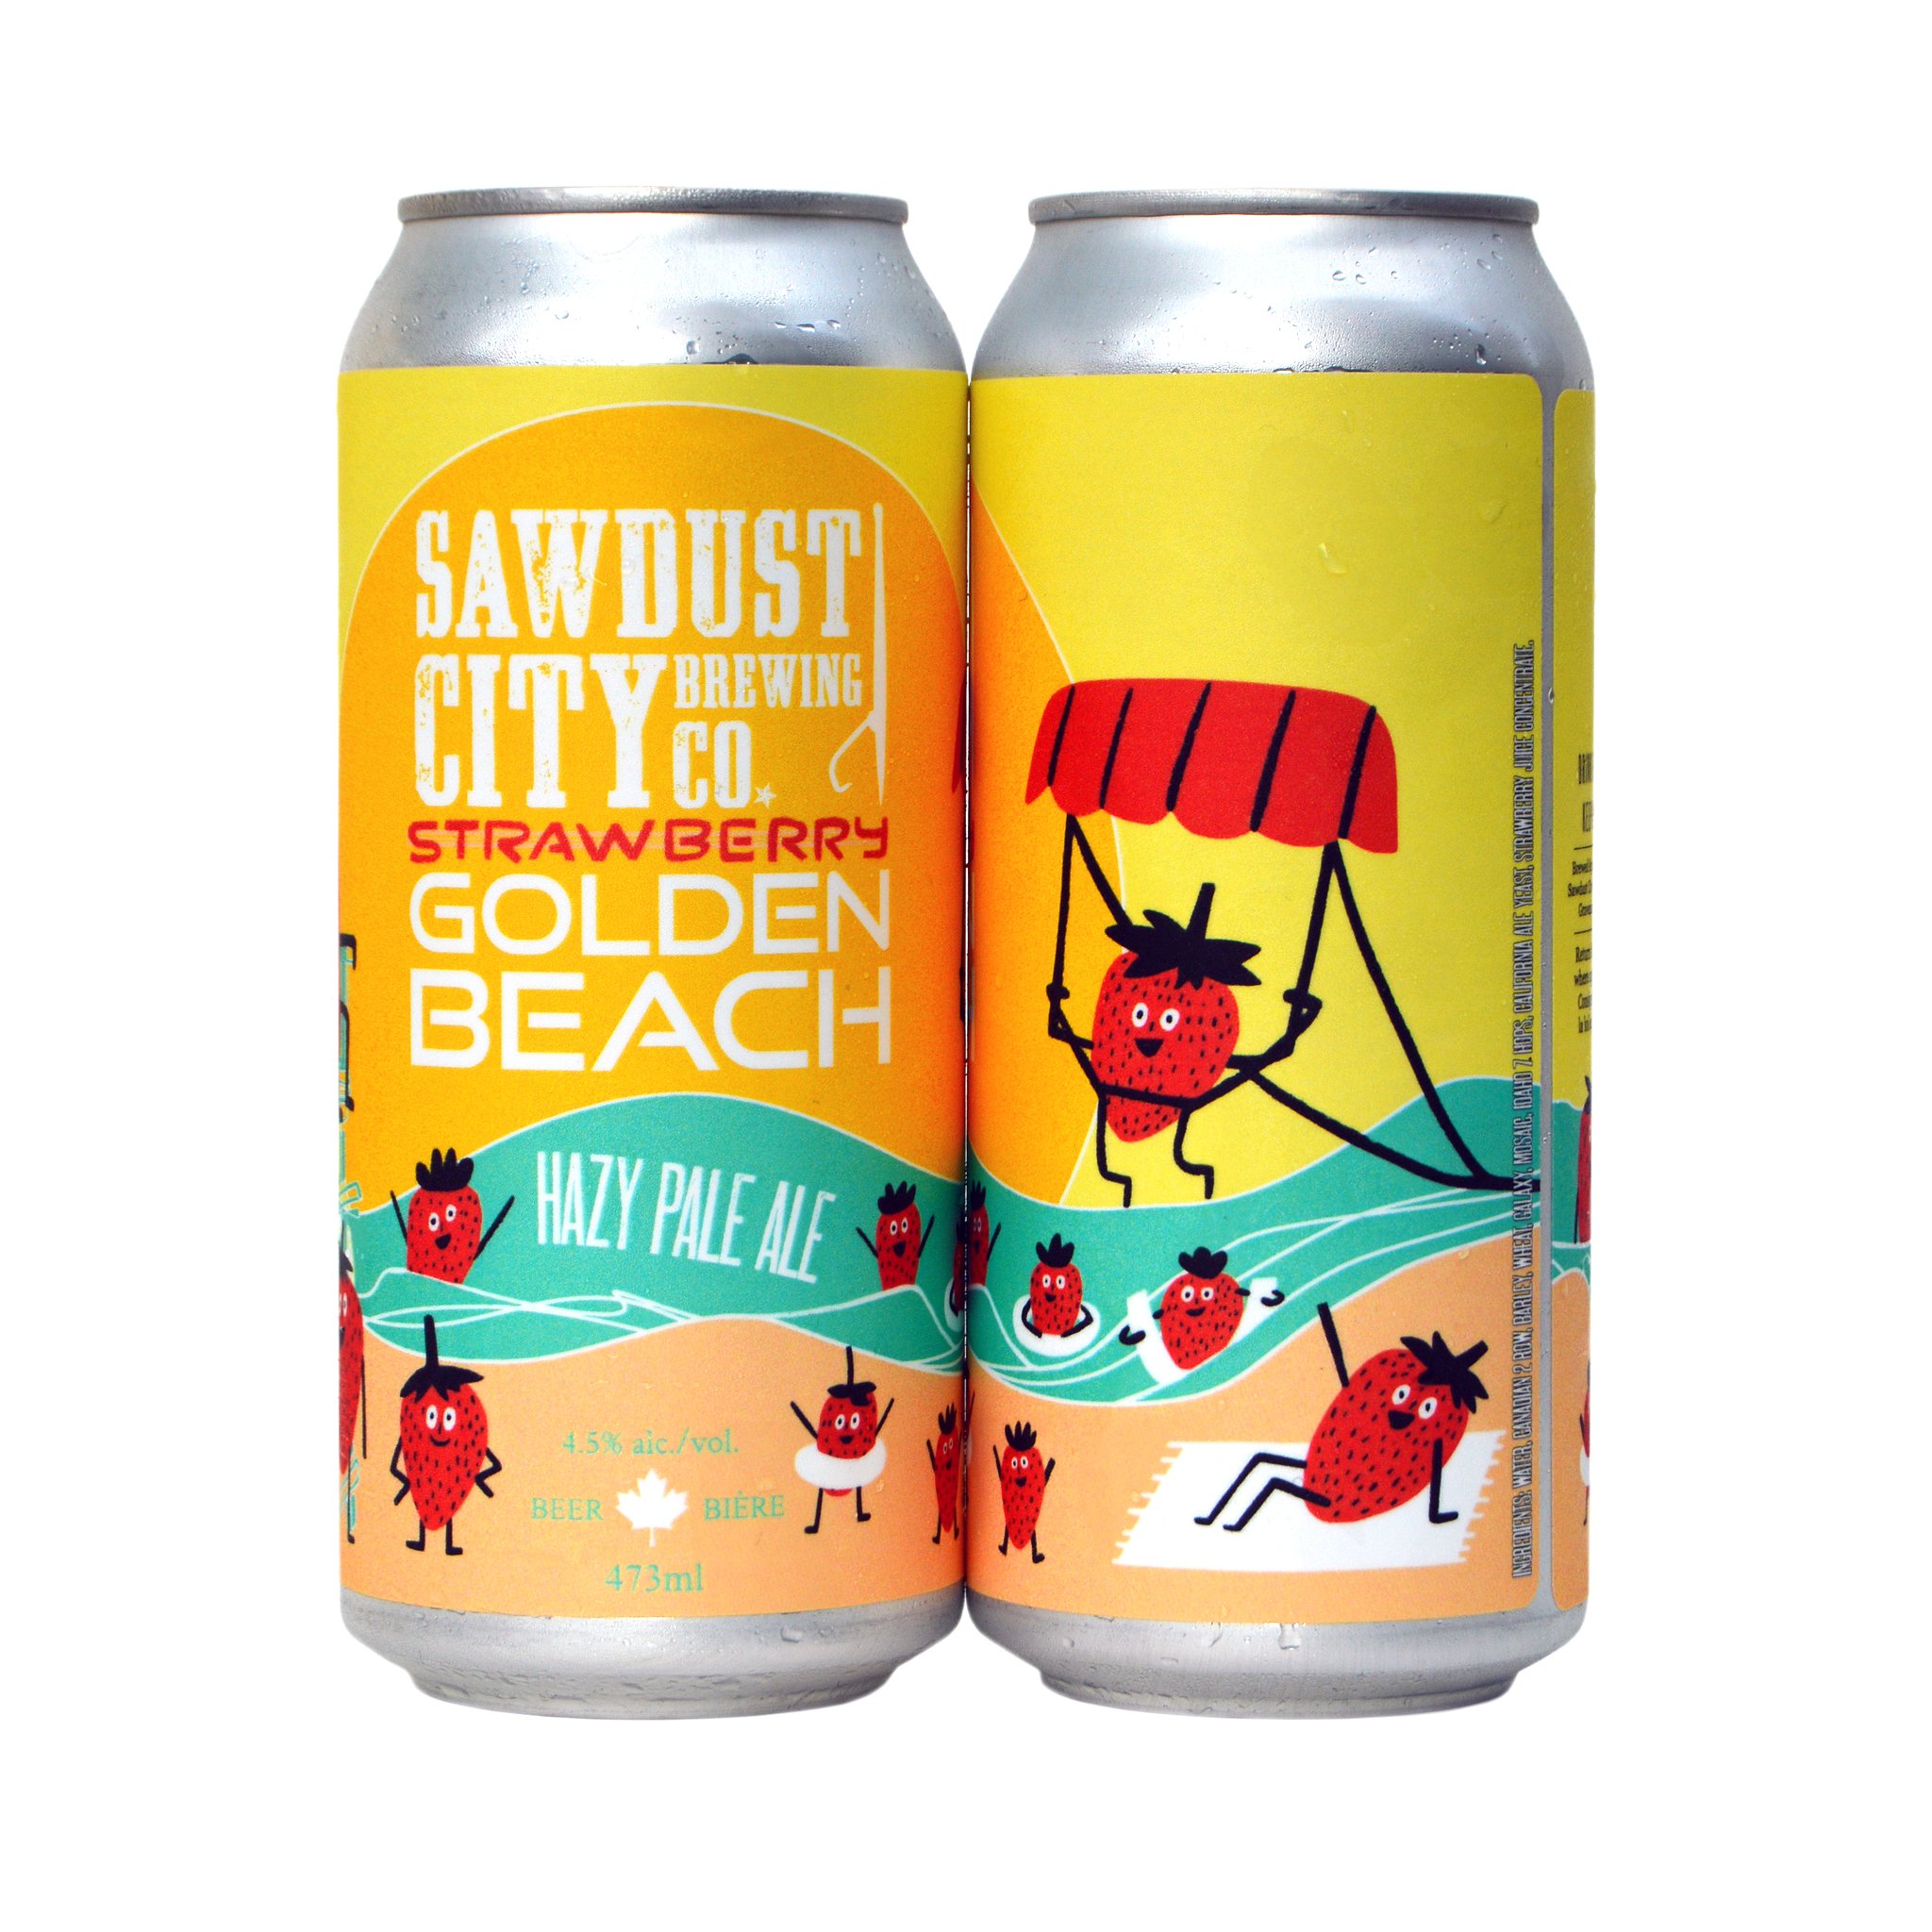 SAWDUST
CITY BREWING
CO.
STRAWBERRY
GOLDEN
BEACH
HAZY PALE ALE
4.5% alc./vol.
BEER BIÈRE
473ml
INGREDIENTS: WATER, CANADIAN 2 ROW, BARLEY, WHEAT, GALAXY, MOSAIC, IDAHO 7 HOPS, CALIFORNIA ALE YEAST, STRAWBERRY JUICE CONCENTRATE.